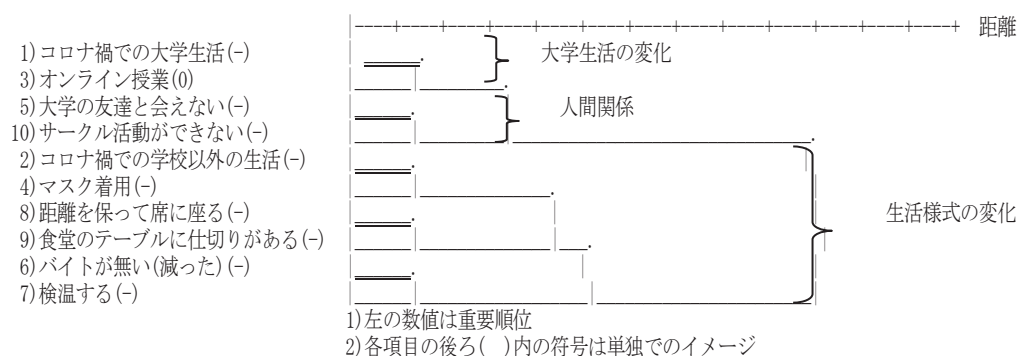 距離
1)コロナ禍での大学生活(-)
大学生活の変化
3)オンライン授業(0)
5)大学の友達と会えない(-)
人間関係
10)サークル活動ができない(-)
2)コロナ禍での学校以外の生活(-)
4)マスク着用(-)
8)距離を保って席に座る(-)
生活様式の変化
9)食堂のテーブルに仕切りがある(-)
6)バイトが無い(減った)(-)
7)検温する(-)
1)左の数値は重要順位
2)各項目の後ろ( )内の符号は単独でのイメージ